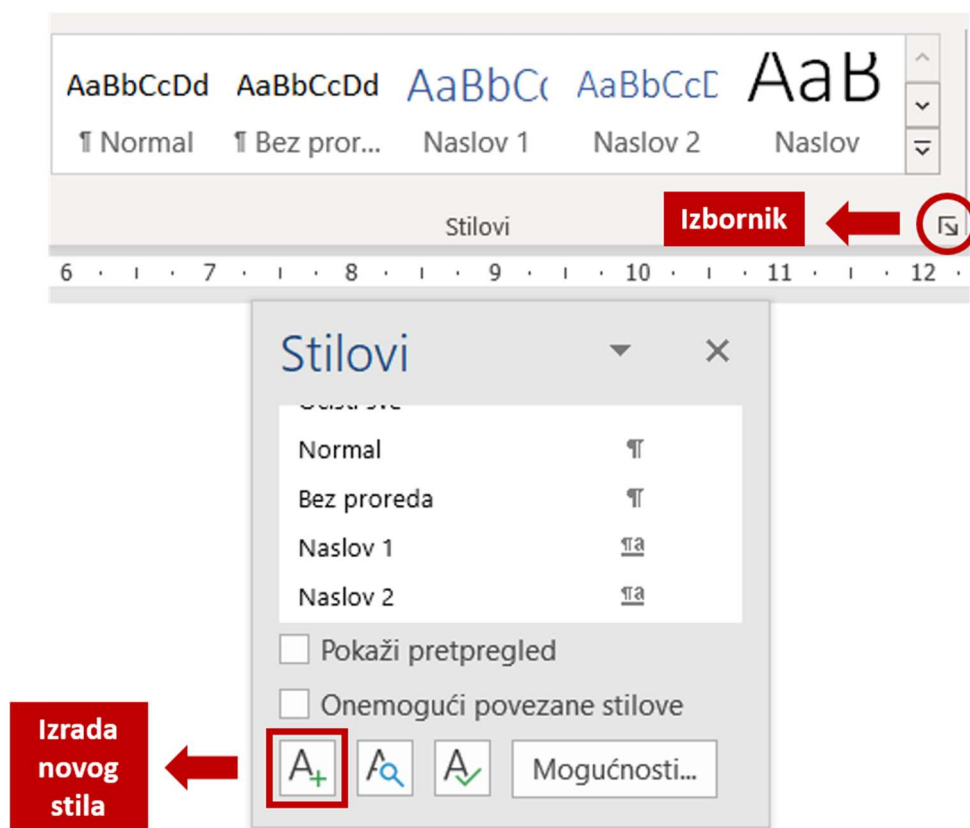 AaBbCcDd AaBbCcDd AaBbC AaBbCcD AaB
¶ Normal ¶ Bez pror... Naslov 1 Naslov 2 Naslov
Stilovi
Izbornik
6 · ı · 7 · ı · 8 · ı · 9 · ı · 10 · ı · 11 · ı · 12 ·
Stilovi
Normal ¶
Bez proreda ¶
Naslov 1 ¶a
Naslov 2 ¶a
Pokaži pretpregled
Onemogući povezane stilove
Mogućnosti...
Izrada
novog
stila